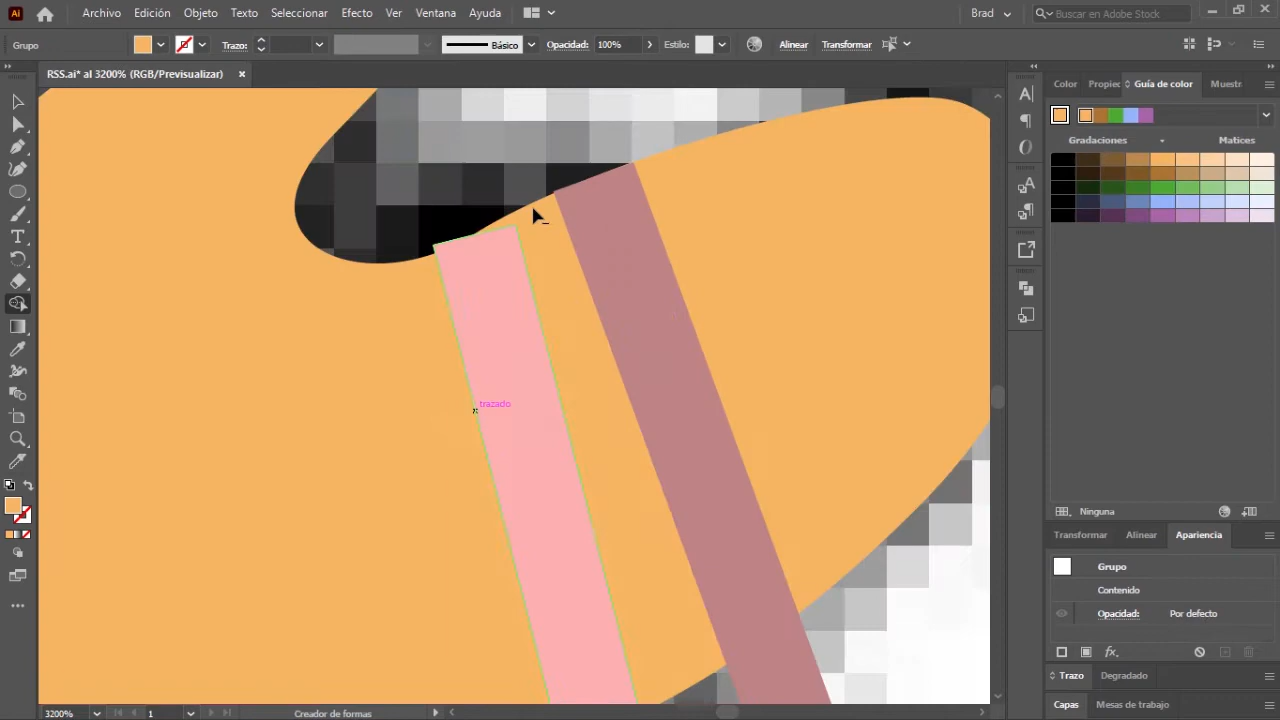 Ai
Archivo Edición Objeto Texto Seleccionar Efecto Ver Ventana Ayuda
Brad
Buscar en Adobe Stock
Grupo
Trazo:
Básico
Opacidad: 100%
Estilo:
Alinear
Transformar
RSS.ai* al 3200% (RGB/Previsualizar)
Color Propiec Guía de color Muestr
Gradaciones Matices
trazado
Ninguna
Transformar Alinear Apariencia
Grupo
Contenido
Opacidad: Por defecto
Trazo Degradado
Capas Mesas de trabajo
3200% 1 Creador de formas